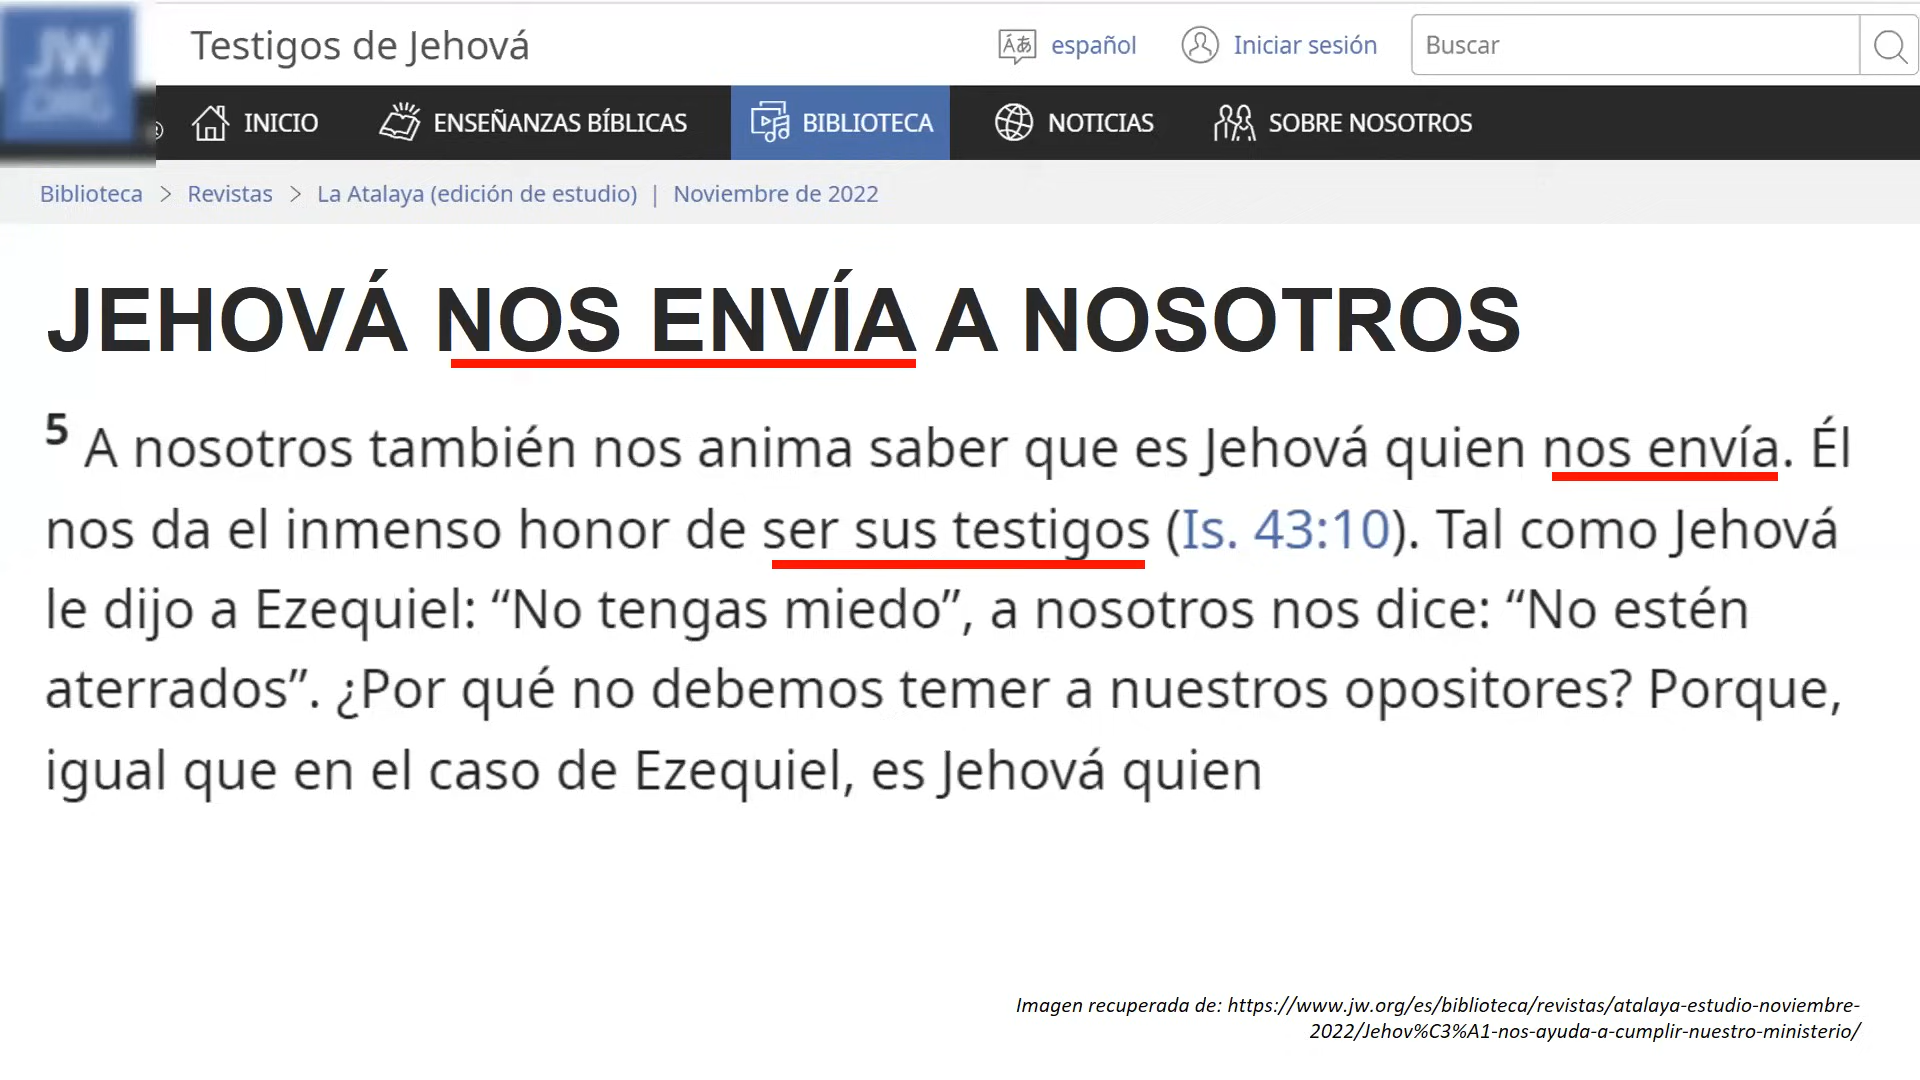 JW
.ORG
®
Testigos de Jehová
español
Iniciar sesión
Buscar
INICIO
ENSEÑANZAS BÍBLICAS
BIBLIOTECA
NOTICIAS
SOBRE NOSOTROS
Biblioteca > Revistas > La Atalaya (edición de estudio) | Noviembre de 2022
JEHOVÁ NOS ENVÍA A NOSOTROS
5 A nosotros también nos anima saber que es Jehová quien nos envía. Él
nos da el inmenso honor de ser sus testigos (Is. 43:10). Tal como Jehová
le dijo a Ezequiel: “No tengas miedo”, a nosotros nos dice: “No estén
aterrados”. ¿Por qué no debemos temer a nuestros opositores? Porque,
igual que en el caso de Ezequiel, es Jehová quien
Imagen recuperada de: https://www.jw.org/es/biblioteca/revistas/atalaya-estudio-noviembre-
2022/Jehov%C3%A1-nos-ayuda-a-cumplir-nuestro-ministerio/